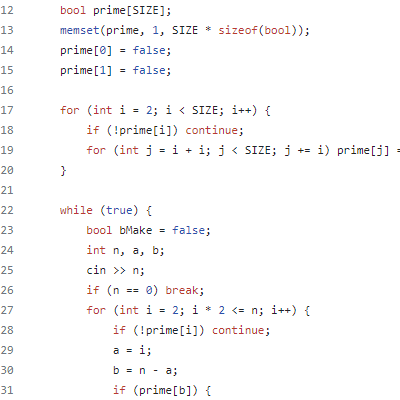 12 bool prime[SIZE];
13 memset(prime, 1, SIZE * sizeof(bool));
14 prime[0] = false;
15 prime[1] = false;
16
17 for (int i = 2; i < SIZE; i++) {
18 if (!prime[i]) continue;
19 for (int j = i + i; j < SIZE; j += i) prime[j] =
20 }
21
22 while (true) {
23 bool bMake = false;
24 int n, a, b;
25 cin >> n;
26 if (n == 0) break;
27 for (int i = 2; i * 2 <= n; i++) {
28 if (!prime[i]) continue;
29 a = i;
30 b = n - a;
31 if (prime[b]) {